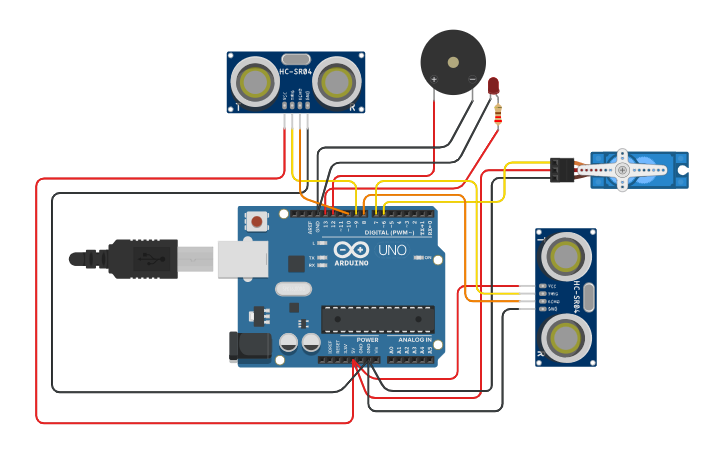 HC-SR04
VCC
TRIG
ECHO
GND
T
R
+
−
AREF
GND
13
12
~11
~10
~9
8
7
~6
~5
4
~3
2
TX→1
RX←0
DIGITAL (PWM~)
L
TX
RX
UNO
ARDUINO
ON
POWER
ANALOG IN
IOREF
RESET
3.3V
5V
GND
GND
Vin
A0
A1
A2
A3
A4
A5
T
VCC
TRIG
ECHO
GND
HC-SR04
R